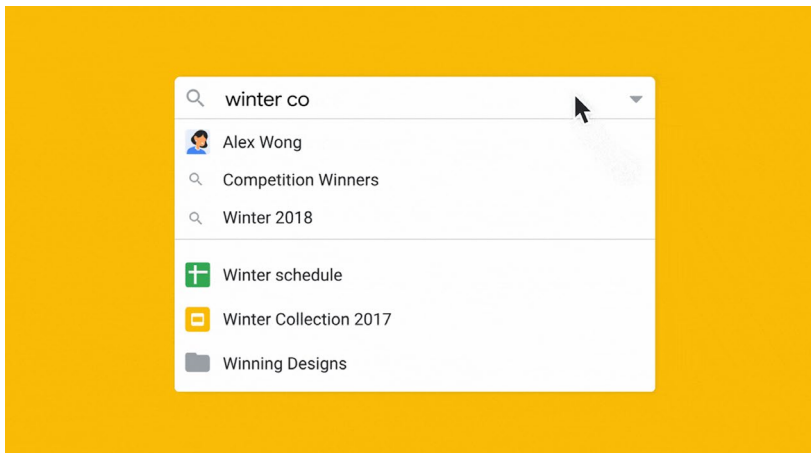 winter co
Alex Wong
Competition Winners
Winter 2018
Winter schedule
Winter Collection 2017
Winning Designs